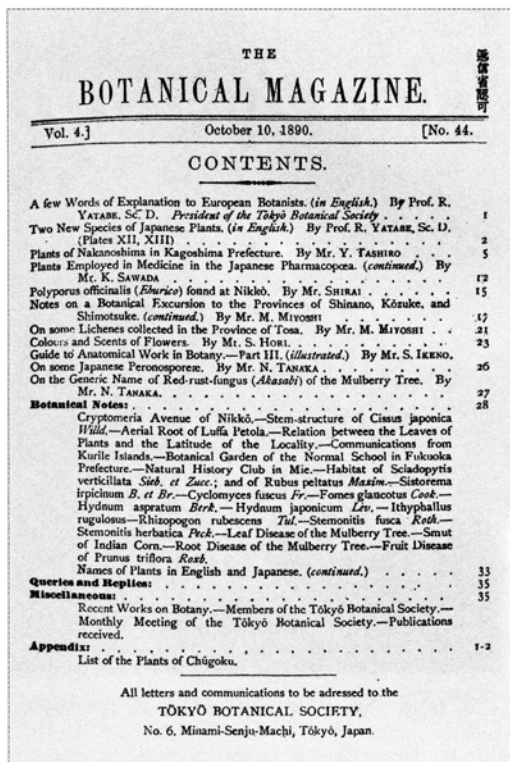 THE
BOTANICAL MAGAZINE.
逓信省認可
Vol. 4.] October 10, 1890. [No. 44.
CONTENTS.
A few Words of Explanation to European Botanists. (in English.) By Prof. R.
YATABE. Sc. D. President of the Tōkyō Botanical Society . . . . . 1
Two New Species of Japanese Plants. (in English.) By Prof. R. YATABE, Sc. D.
(Plates XII, XIII) . . . . . . . . . . . . . . 2
Plants of Nakanoshima in Kagoshima Prefecture. By Mr. Y. TASHIRO . . . 5
Plants Employed in Medicine in the Japanese Pharmacopœa. (continued.) By
Mr. K. SAWADA . . . . . . . . . . . . . . 12
Polyporus officinalis (Eburico) found at Nikkō. By Mr. SHIRAI . . . . . 15
Notes on a Botanical Excursion to the Provinces of Shinano, Kōzuke, and
Shimotsuke. (continued.) By Mr. M. MIYOSHI . . . . . . . 17
On some Lichenes collected in the Province of Tosa. By Mr. M. MIYOSHI . . 21
Colours and Scents of Flowers. By Mr. S. HORI. . . . . . . . . 23
Guide to Anatomical Work in Botany.—Part III. (illustrated.) By Mr. S. IKENO.
On some Japanese Peronosporeæ. By Mr. N. TANAKA . . . . . . . 26
On the Generic Name of Red-rust-fungus (Akasabi) of the Mulberry Tree. By
Mr. N. TANAKA. . . . . . . . . . . . . . . 27
Botanical Notes: . . . . . . . . . . . . . . . 28
Cryptomeria Avenue of Nikkō.—Stem-structure of Cissus japonica
Willd.—Aerial Root of Luffa Petola.—Relation between the Leaves of
Plants and the Latitude of the Locality.—Communications from
Kurile Islands.—Botanical Garden of the Normal School in Fukuoka
Prefecture.—Natural History Club in Mie.—Habitat of Sciadopytis
verticillata Sieb. et Zucc.; and of Rubus peltatus Maxim.—Sistorema
irpicinum B. et Br.—Cyclomyces fuscus Fr.—Fomes glaucotus Cook.—
Hydnum aspratum Berk.—Hydnum japonicum Lèv.—Ithyphallus
rugulosus—Rhizopogon rubescens Tul.—Stemonitis fusca Roth.—
Stemonitis herbatica Peck.—Leaf Disease of the Mulberry Tree.—Smut
of Indian Corn.—Root Disease of the Mulberry Tree.—Fruit Disease
of Prunus triflora Roxb.
Names of Plants in English and Japanese. (continued.) . . . . . . 33
Queries and Replies: . . . . . . . . . . . . . . 35
Miscellaneous: . . . . . . . . . . . . . . . . 35
Recent Works on Botany.—Members of the Tōkyō Botanical Society.—
Monthly Meeting of the Tōkyō Botanical Society.—Publications
received.
Appendix: . . . . . . . . . . . . . . . . . 1-2
List of the Plants of Chūgoku.
All letters and communications to be adressed to the
TŌKYŌ BOTANICAL SOCIETY,
No. 6. Minami-Senju-Machi, Tōkyō, Japan.